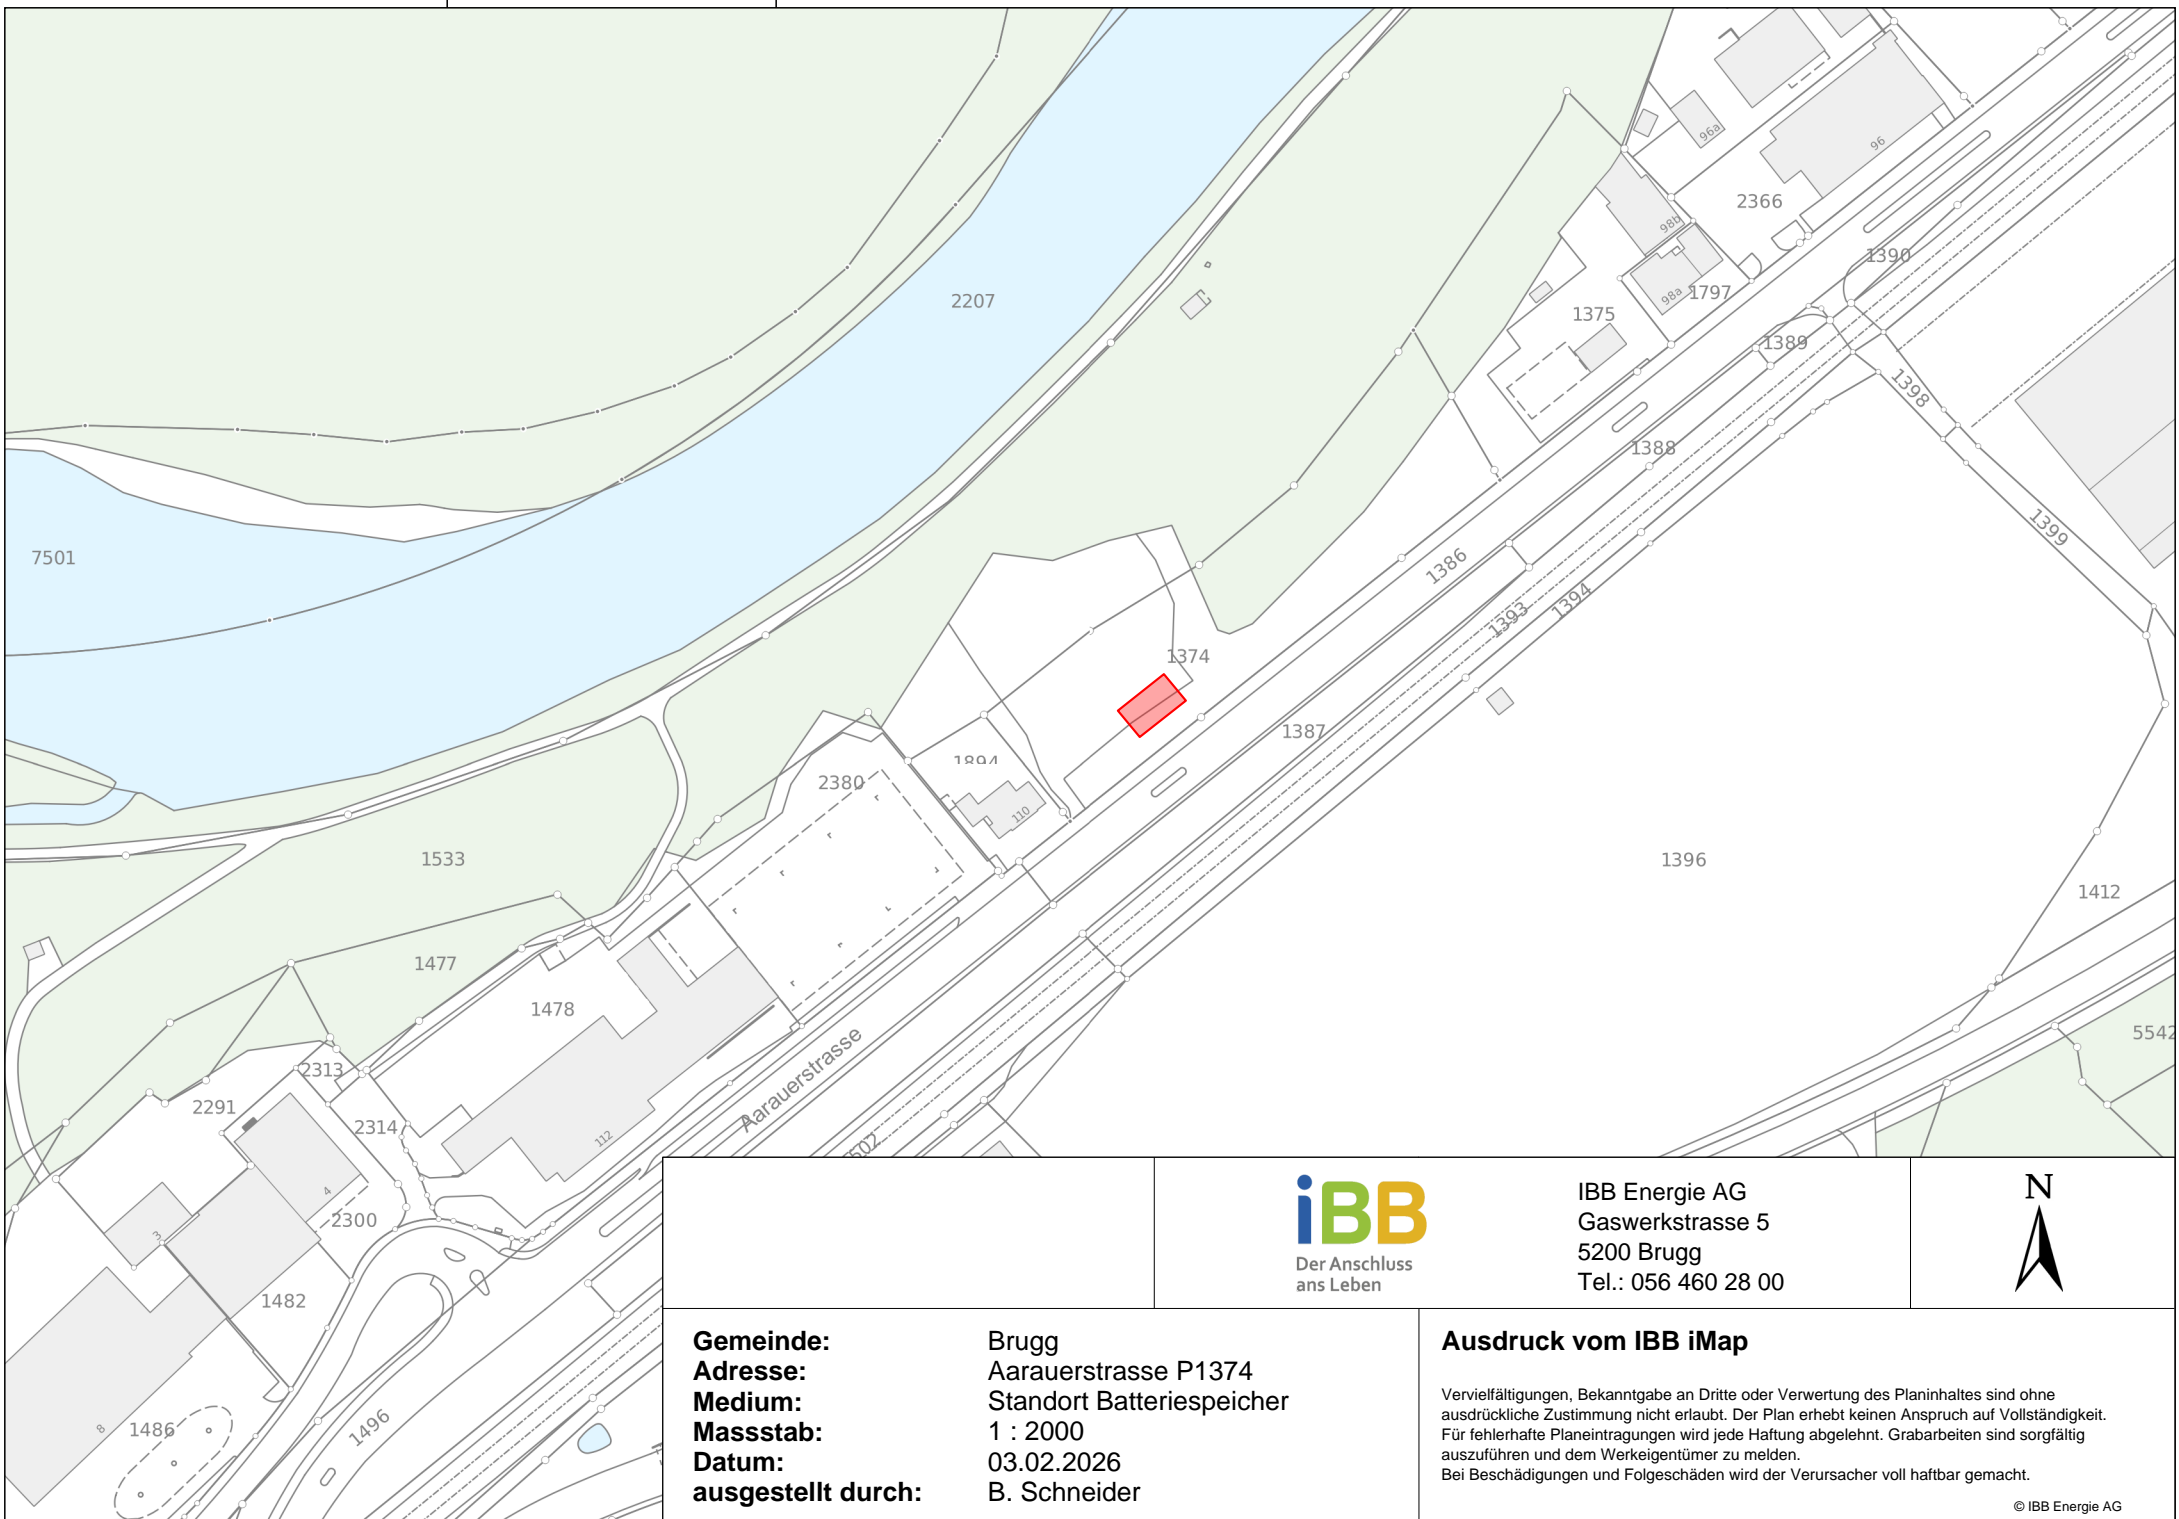 96a
96
2366
98b
1390
98a
1797
2207
1375
1389
1398
1388
1399
7501
1386
1394
1393
1374
1387
1894
2380
110
1533
1396
1412
1477
1478
5542
Aarauerstrasse
2313
2291
2314
112
4
2300
3
1482
8
1486
1496
iBB
Der Anschluss
ans Leben
IBB Energie AG
Gaswerkstrasse 5
5200 Brugg
Tel.: 056 460 28 00
N
Gemeinde: Brugg
Adresse: Aarauerstrasse P1374
Medium: Standort Batteriespeicher
Massstab: 1 : 2000
Datum: 03.02.2026
ausgestellt durch: B. Schneider
Ausdruck vom IBB iMap
Vervielfältigungen, Bekanntgabe an Dritte oder Verwertung des Planinhaltes sind ohne
ausdrückliche Zustimmung nicht erlaubt. Der Plan erhebt keinen Anspruch auf Vollständigkeit.
Für fehlerhafte Planeintragungen wird jede Haftung abgelehnt. Grabarbeiten sind sorgfältig
auszuführen und dem Werkeigentümer zu melden.
Bei Beschädigungen und Folgeschäden wird der Verursacher voll haftbar gemacht.
© IBB Energie AG